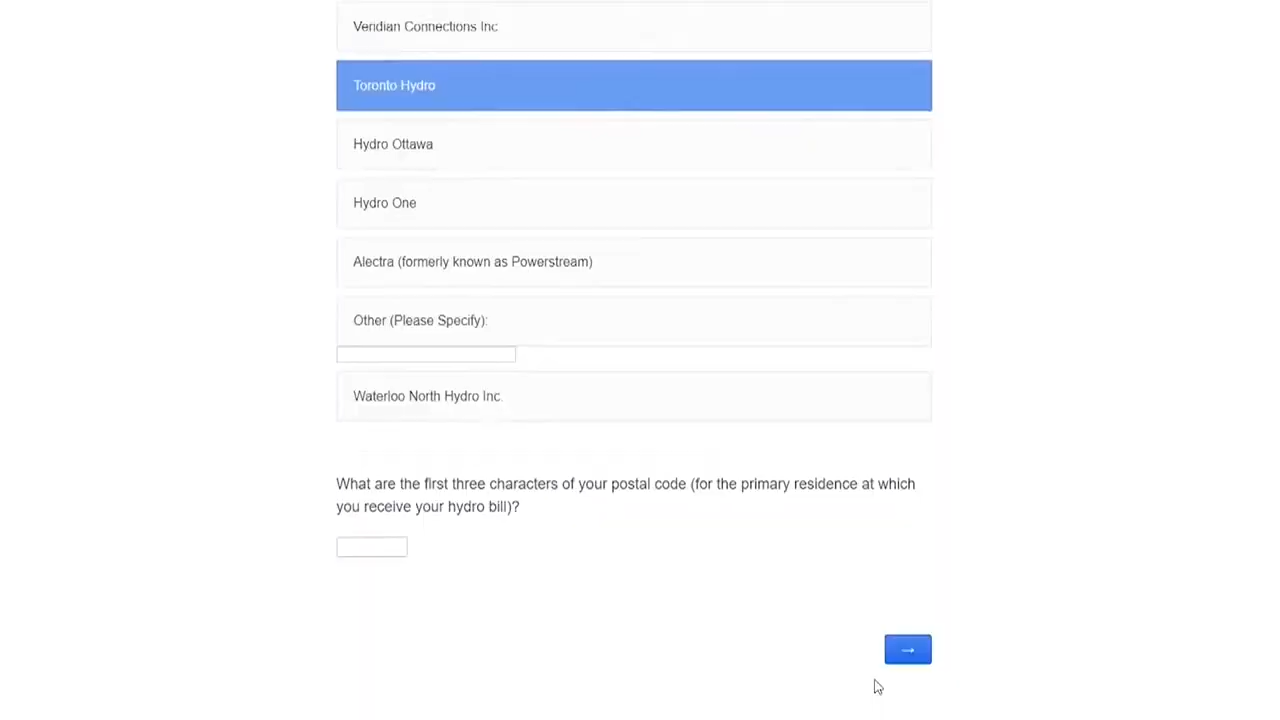 Veridian Connections Inc
Toronto Hydro
Hydro Ottawa
Hydro One
Alectra (formerly known as Powerstream)
Other (Please Specify):
Waterloo North Hydro Inc.
What are the first three characters of your postal code (for the primary residence at which
you receive your hydro bill)?
→